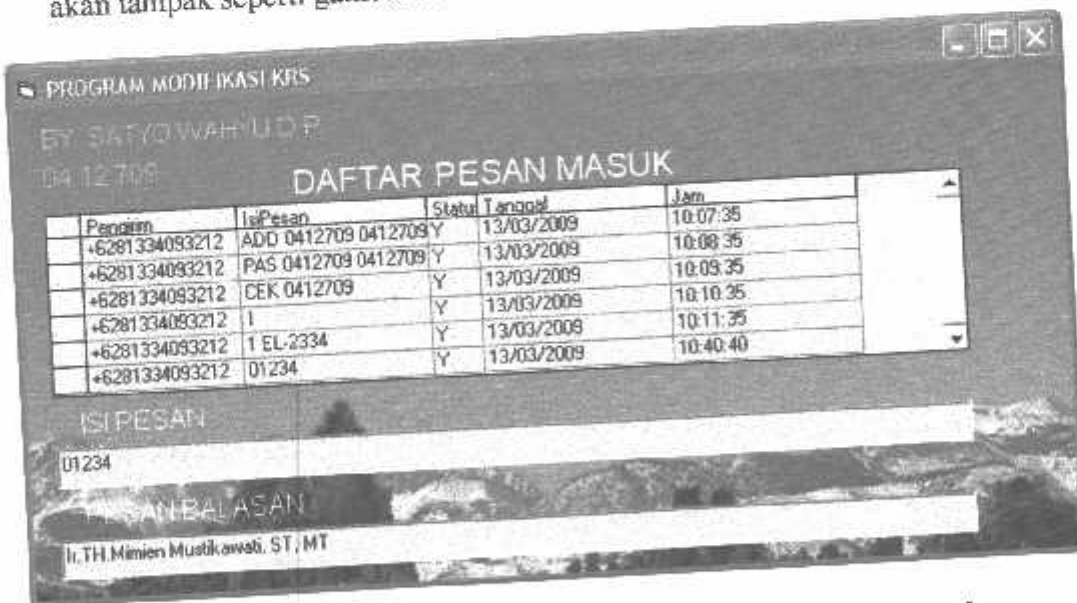 akan tampak seperti
PROGRAM MODIFIKASI KRS
BY SATYO WAHYU.D.P
04.12.709
DAFTAR PESAN MASUK
Pengirim IsiPesan Status Tanggal Jam
+6281334093212 ADD 0412709 0412709 Y 13/03/2009 10:07:35
+6281334093212 PAS 0412709 0412709 Y 13/03/2009 10:08:35
+6281334093212 CEK 0412709 Y 13/03/2009 10:09:35
+6281334093212 1 Y 13/03/2009 10:10:35
+6281334093212 1 EL-2334 Y 13/03/2009 10:11:35
+6281334093212 01234 Y 13/03/2009 10:40:40
ISI PESAN
01234
PESAN BALASAN
Ir.TH.Mimien Mustikawati, ST, MT